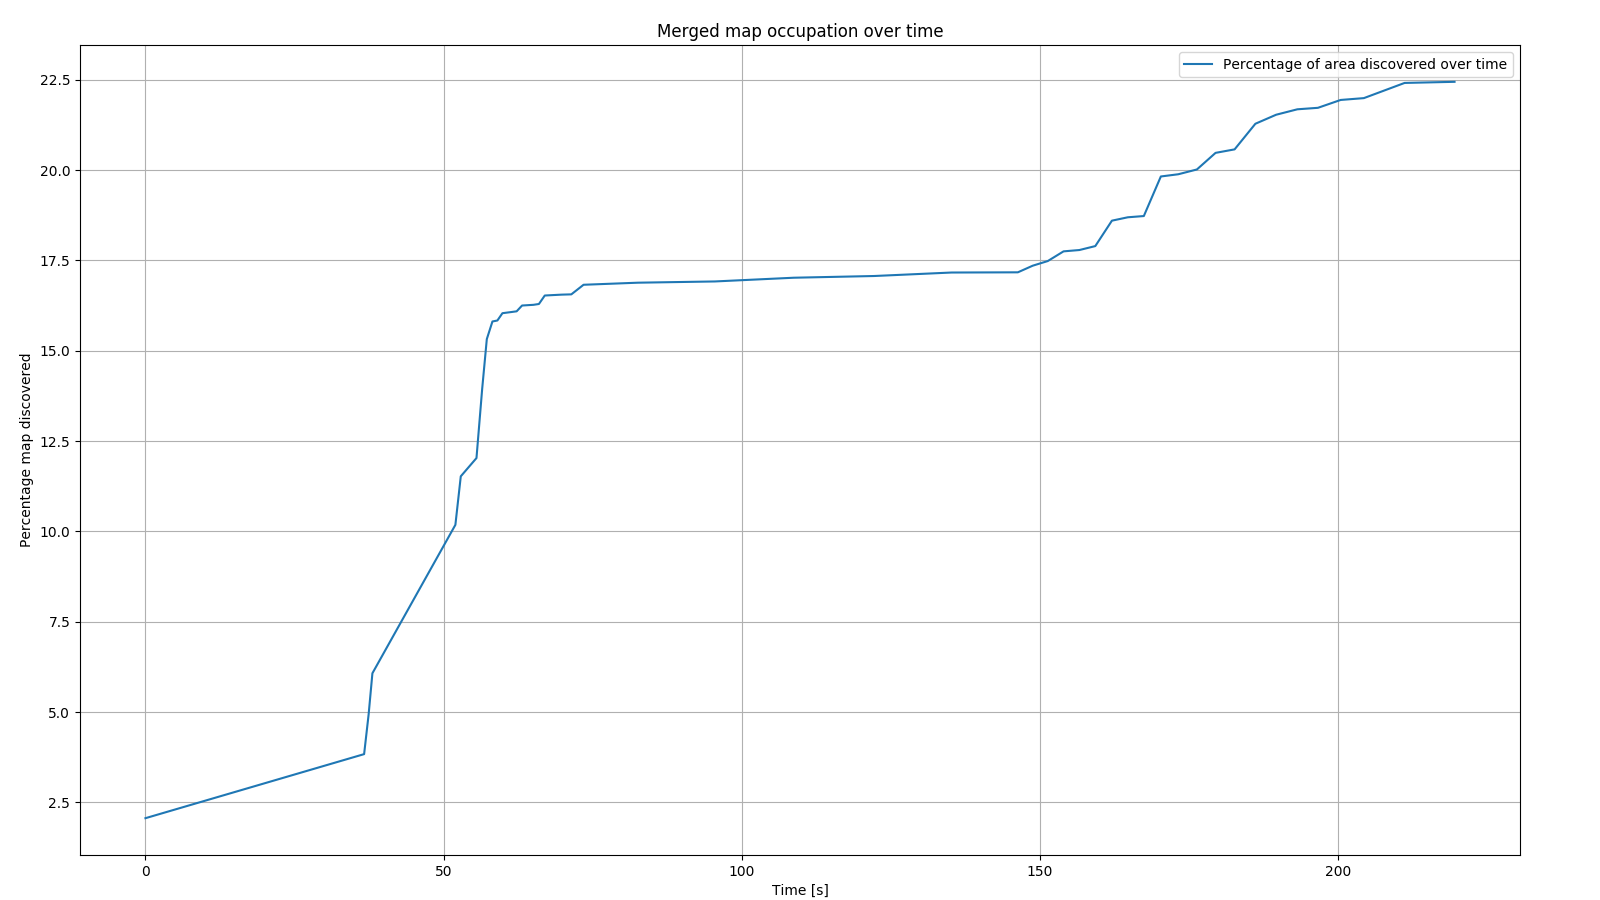 Merged map occupation over time
Percentage of area discovered over time
22.5
20.0
17.5
15.0
12.5
10.0
7.5
5.0
2.5
Percentage map discovered
0 50 100 150 200
Time [s]